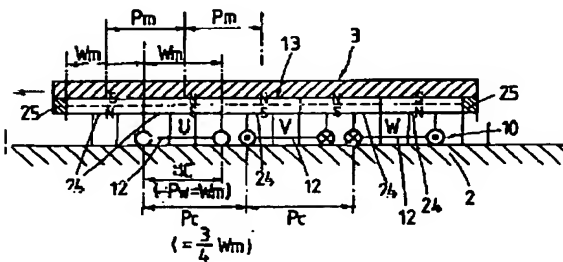 Pm Pm
Wm Wm 13 3
25 25
S N N S S N N S S N
U V W 10
24 12 24 12 24 24 12 2
(=Pw=Wm)
Pc Pc
(=3/4 Wm)